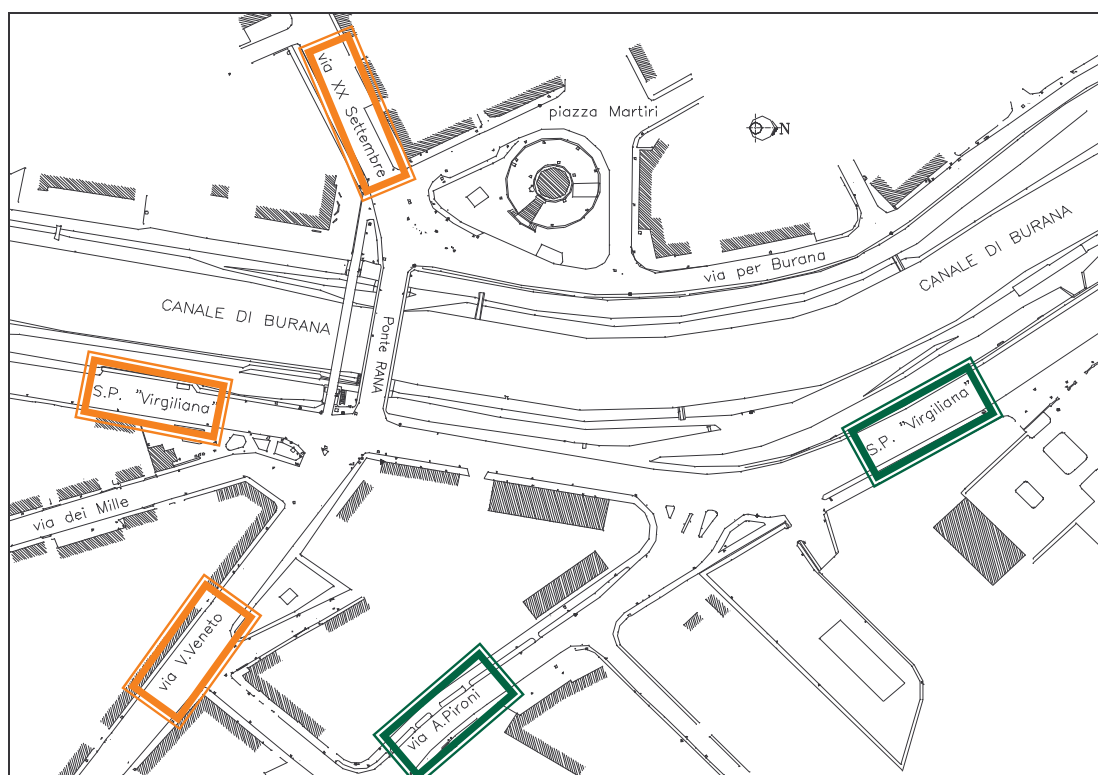 via XX Settembre
piazza Martiri
N
via per Burana
CANALE DI BURANA
CANALE DI BURANA
Ponte RANA
S.P. "Virgiliana"
S.P. "Virgiliana"
via dei Mille
via V.Veneto
via A.Pironi